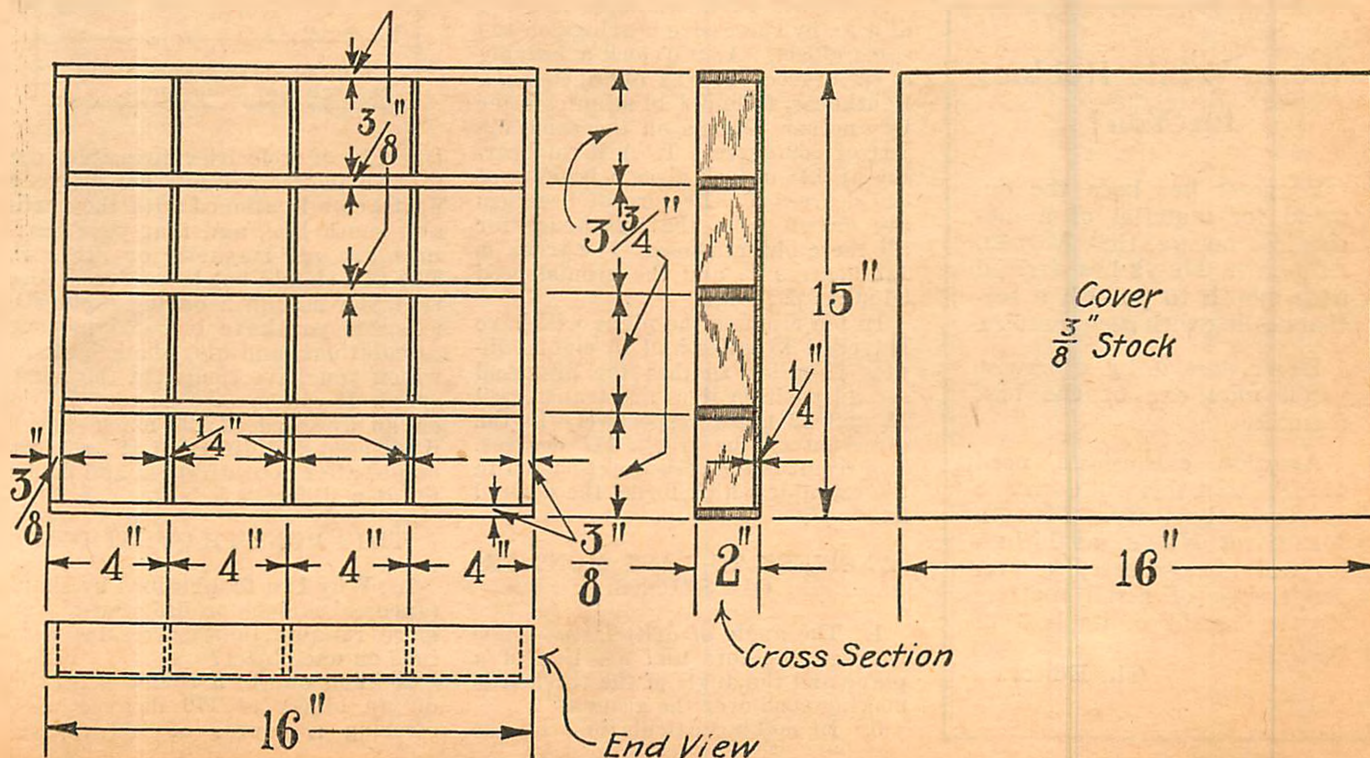 3/8"
3 3/4"
15"
1/4"
Cover
3/8" Stock
1/4"
3/8"
3/8"
4" 4" 4" 4"
2"
16"
Cross Section
16"
End View